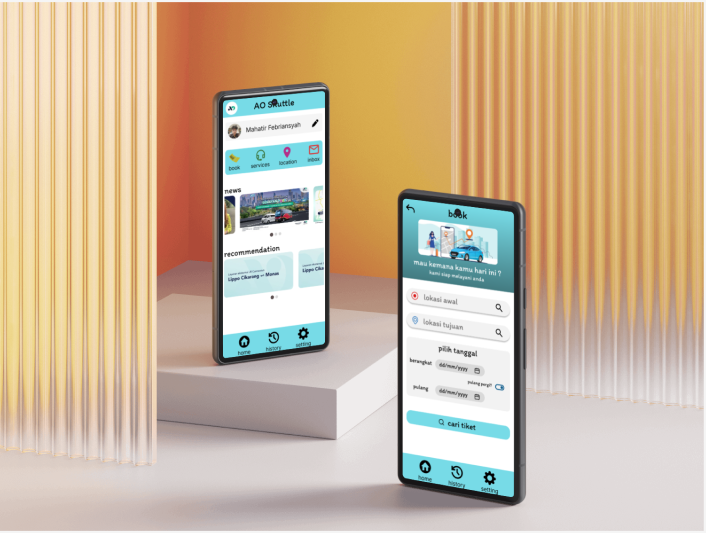 AO
AO Shuttle
Mahatir Febriansyah
book
services
location
inbox
news
recommendation
Lippo Cikarang
Monas
Lippo Cika
home
history
setting
book
mau kemana kamu hari ini ?
kami siap melayani anda
lokasi awal
lokasi tujuan
pilih tanggal
berangkat
dd/mm/yyyy
pulang pergi?
pulang
dd/mm/yyyy
cari tiket
home
history
setting